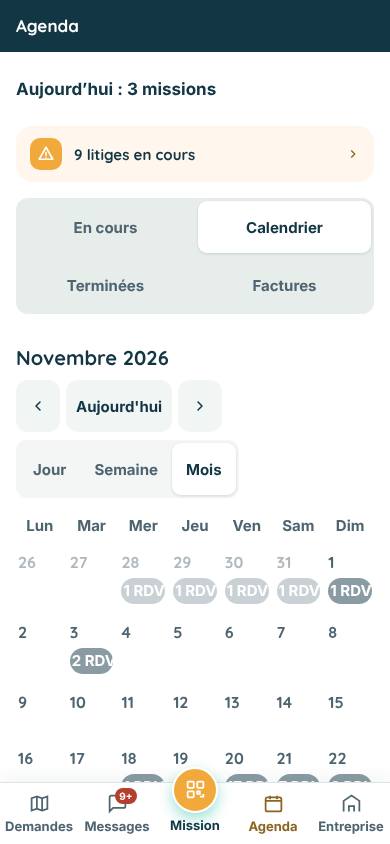 Agenda
Aujourd’hui : 3 missions
9 litiges en cours
En cours Calendrier
Terminées Factures
Novembre 2026
Aujourd'hui
Jour Semaine Mois
Lun Mar Mer Jeu Ven Sam Dim
26 27 28 29 30 31 1
1 RDV 1 RDV 1 RDV 1 RDV 1 RDV
2 3 4 5 6 7 8
2 RDV
9 10 11 12 13 14 15
16 17 18 19 20 21 22
9+
Demandes Messages Mission Agenda Entreprise